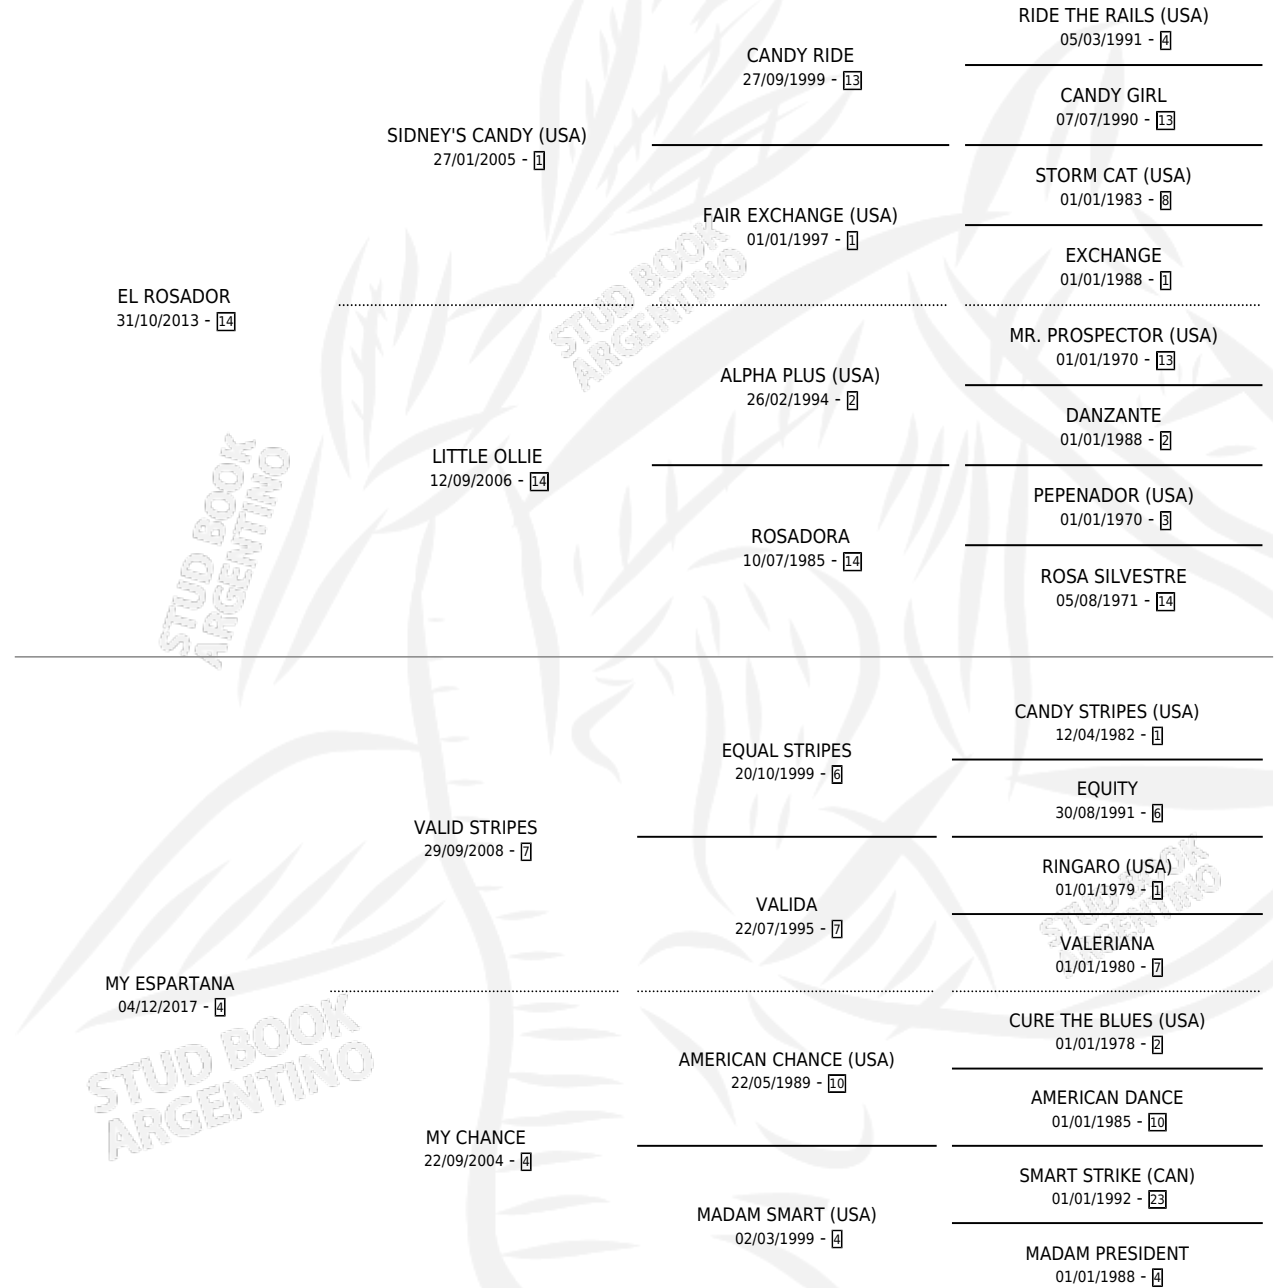 RIDE THE RAILS (USA)
05/03/1991 - 4
CANDY RIDE
27/09/1999 - 13
CANDY GIRL
07/07/1990 - 13
SIDNEY'S CANDY (USA)
27/01/2005 - 1
STORM CAT (USA)
01/01/1983 - 8
FAIR EXCHANGE (USA)
01/01/1997 - 1
EXCHANGE
01/01/1988 - 1
EL ROSADOR
31/10/2013 - 14
STUD BOOK
ARGENTINO
MR. PROSPECTOR (USA)
01/01/1970 - 13
ALPHA PLUS (USA)
26/02/1994 - 2
DANZANTE
01/01/1988 - 2
LITTLE OLLIE
12/09/2006 - 14
PEPENADOR (USA)
01/01/1970 - 3
ROSADORA
10/07/1985 - 14
ROSA SILVESTRE
05/08/1971 - 14
STUD BOOK
ARGENTINO
CANDY STRIPES (USA)
12/04/1982 - 1
EQUAL STRIPES
20/10/1999 - 6
EQUITY
30/08/1991 - 6
VALID STRIPES
29/09/2008 - 7
RINGARO (USA)
01/01/1979 - 1
VALIDA
22/07/1995 - 7
VALERIANA
01/01/1980 - 7
STUD BOOK
ARGENTINO
MY ESPARTANA
04/12/2017 - 4
CURE THE BLUES (USA)
01/01/1978 - 2
AMERICAN CHANCE (USA)
22/05/1989 - 10
AMERICAN DANCE
01/01/1985 - 10
STUD BOOK
ARGENTINO
MY CHANCE
22/09/2004 - 4
SMART STRIKE (CAN)
01/01/1992 - 23
MADAM SMART (USA)
02/03/1999 - 4
MADAM PRESIDENT
01/01/1988 - 4